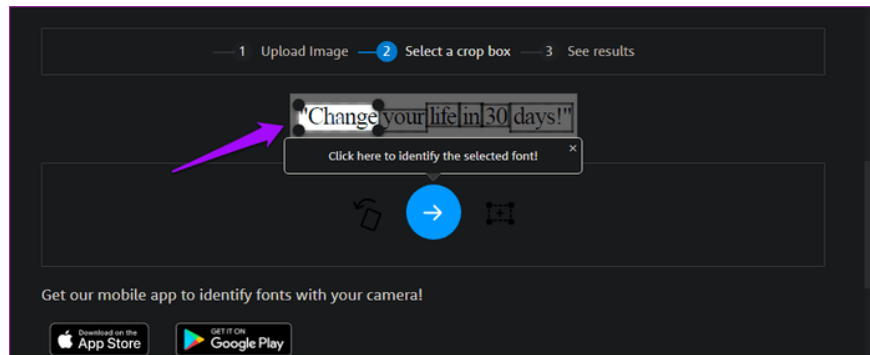 1 Upload Image 2 Select a crop box 3 See results
"Change your life in 30 days!"
Click here to identify the selected font! ×
Get our mobile app to identify fonts with your camera!
Download on the App Store
GET IT ON Google Play